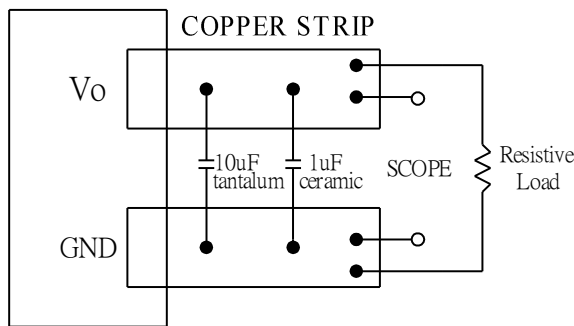 COPPER STRIP
Vo
10uF
tantalum
1uF
ceramic
SCOPE
Resistive
Load
GND